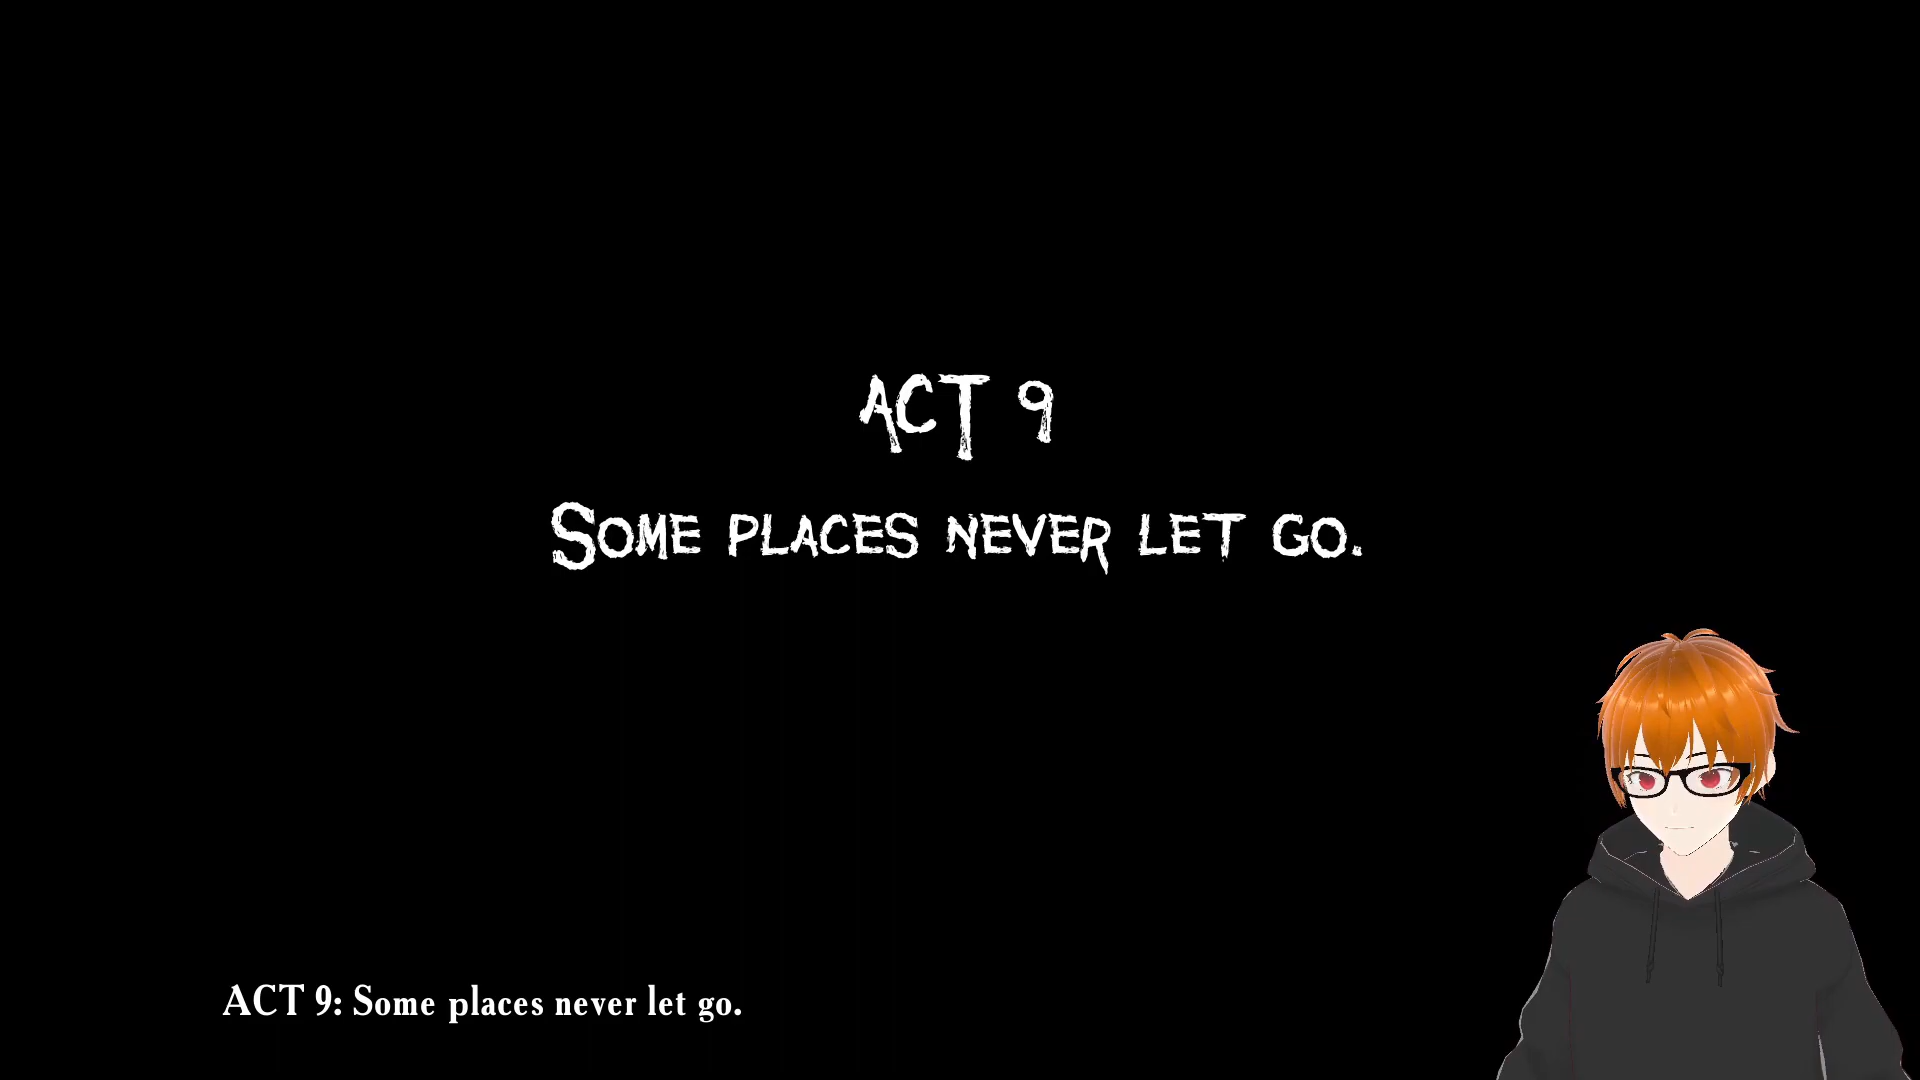 ACT 9
Some places never let go.
ACT 9: Some places never let go.